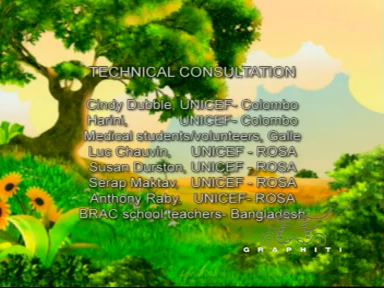 TECHNICAL CONSULTATION
Cindy Dubble, UNICEF- Colombo
Harini, UNICEF- Colombo
Medical students/volunteers, Galle
Luc Chauvin, UNICEF - ROSA
Susan Durston, UNICEF - ROSA
Serap Maktav, UNICEF - ROSA
Anthony Raby, UNICEF- ROSA
BRAC school teachers- Bangladesh
GRAPHITI